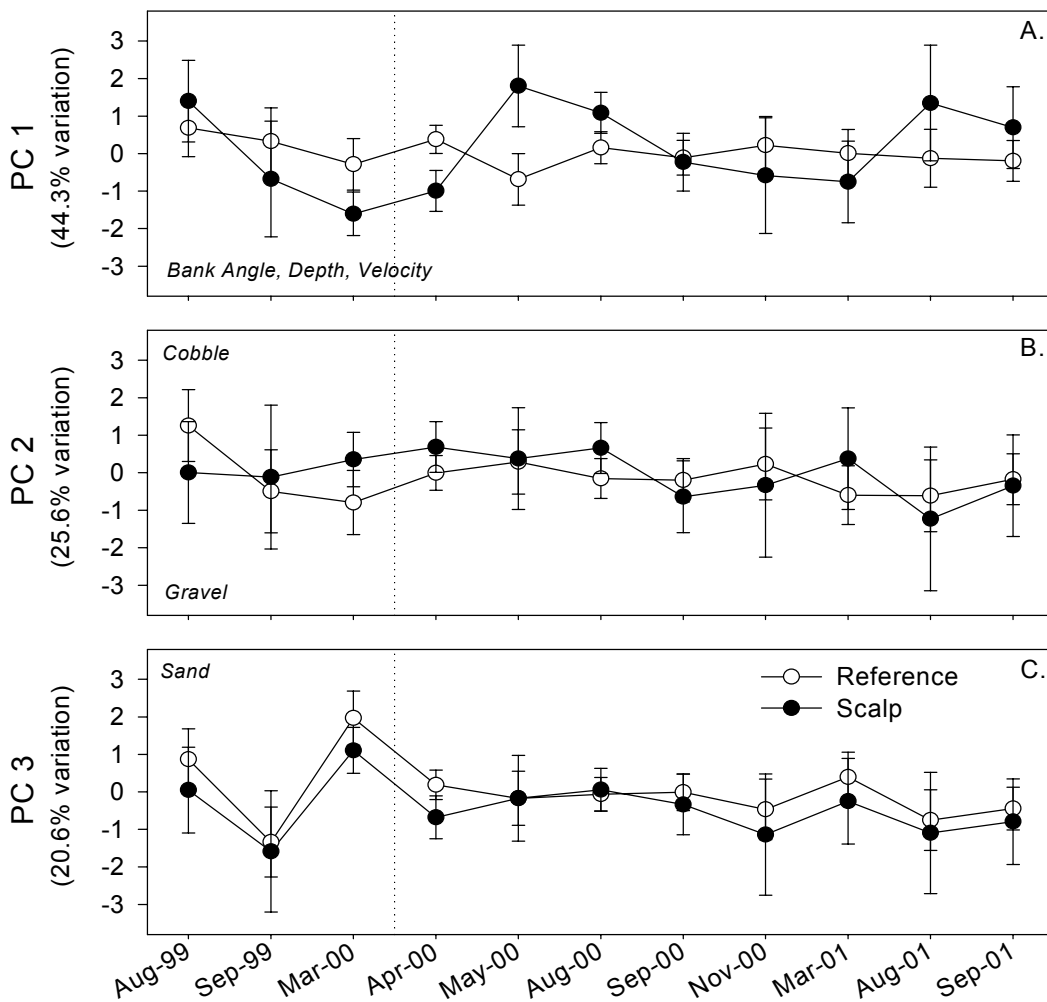 A.
PC 1
(44.3% variation)
3
2
1
0
-1
-2
-3
Bank Angle, Depth, Velocity
B.
PC 2
(25.6% variation)
3
2
1
0
-1
-2
-3
Cobble
Gravel
C.
PC 3
(20.6% variation)
3
2
1
0
-1
-2
-3
Sand
Reference
Scalp
Aug-99
Sep-99
Mar-00
Apr-00
May-00
Aug-00
Sep-00
Nov-00
Mar-01
Aug-01
Sep-01